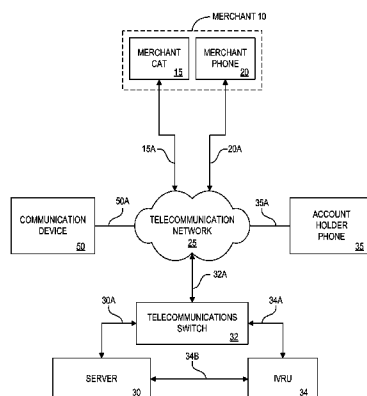 MERCHANT 10
MERCHANT
CAT
15
MERCHANT
PHONE
20
15A
20A
COMMUNICATION
DEVICE
50
50A
TELECOMMUNICATION
NETWORK
25
35A
ACCOUNT
HOLDER
PHONE
35
32A
30A
TELECOMMUNICATIONS
SWITCH
32
34A
34B
SERVER
30
IVRU
34